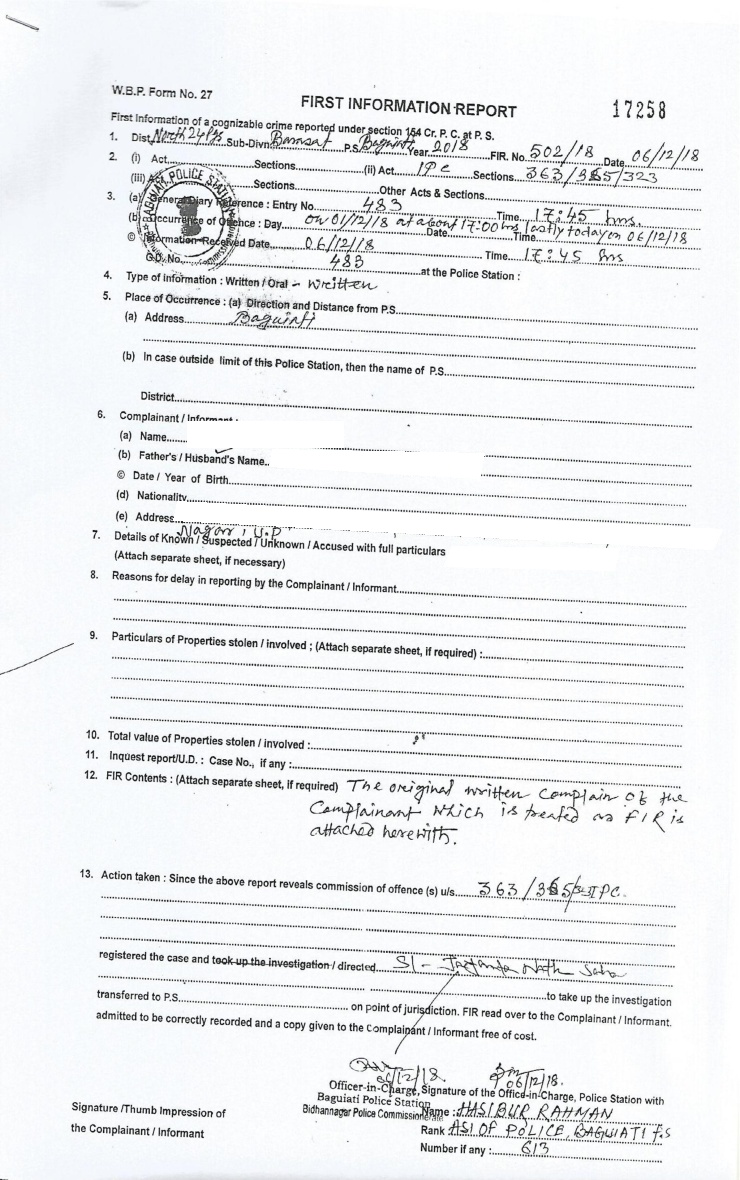 W.B.P. Form No. 27
FIRST INFORMATION REPORT
17258
First Information of a cognizable crime reported under section 154 Cr. P. C. at P. S.
1. Dist. North 24 Pgs Sub-Divn. Barasat P.S. Baguiati Year 2018 FIR. No. 502/18 Date 06/12/18
2. (i) Act Sections (ii) Act IPC Sections 363/365/323
(iii) Sections Other Acts & Sections
3. (a) General Diary Reference : Entry No. 483 Time 17:45 hrs.
(b) Occurrence of Offence : Day on 01/12/18 at about 17:00 hrs lastly today on 06/12/18 Date Time
© Information Received Date 06/12/18 Time 17:45 hrs
G.D. No. 483 at the Police Station :
4. Type of Information : Written / Oral - Written
5. Place of Occurrence : (a) Direction and Distance from P.S.
(a) Address Baguiati
(b) In case outside limit of this Police Station, then the name of P.S.
District
6. Complainant / Informant :
(a) Name
(b) Father's / Husband's Name
© Date / Year of Birth
(d) Nationality
(e) Address
Nagar, U.P
7. Details of Known / Suspected / Unknown / Accused with full particulars
(Attach separate sheet, if necessary)
8. Reasons for delay in reporting by the Complainant / Informant
9. Particulars of Properties stolen / involved ; (Attach separate sheet, if required) :
10. Total value of Properties stolen / involved :
11. Inquest report/U.D. : Case No., if any :
12. FIR Contents : (Attach separate sheet, if required) The original written Complain of the
Complainant which is treated as FIR is
attached herewith.
13. Action taken : Since the above report reveals commission of offence (s) u/s. 363/365 IPC.
registered the case and took up the investigation / directed SI - Nath Saha
to take up the investigation
transferred to P.S. on point of jurisdiction. FIR read over to the Complainant / Informant.
admitted to be correctly recorded and a copy given to the Complainant / Informant free of cost.
06/12/18
06/12/18.
Officer-in-Charge, Signature of the Office-in-Charge, Police Station with
Baguiati Police Station
Bidhannagar Police Commissionerate Name : HASIBUR RAHMAN
Signature /Thumb Impression of
Rank ASI OF POLICE, BAGUIATI P.S
the Complainant / Informant
Number if any : 613